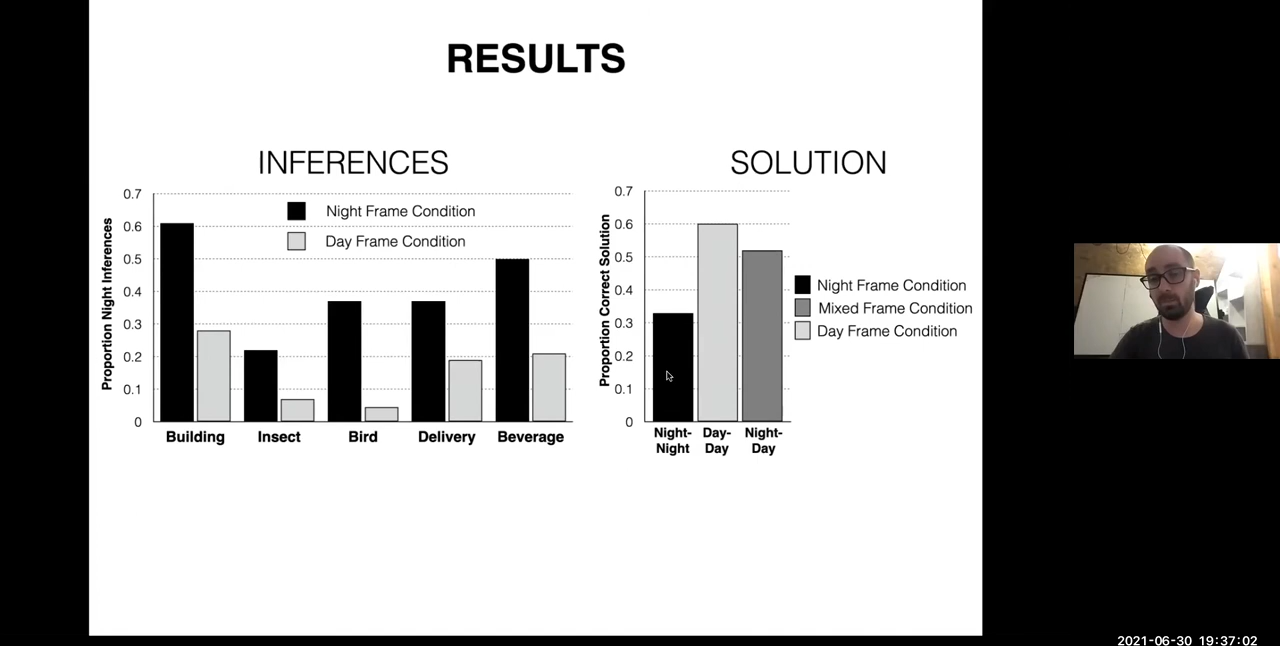 RESULTS
INFERENCES
0.7
0.6
0.5
0.4
0.3
0.2
0.1
0
Proportion Night Inferences
Night Frame Condition
Day Frame Condition
Building Insect Bird Delivery Beverage
SOLUTION
0.7
0.6
0.5
0.4
0.3
0.2
0.1
0
Proportion Correct Solution
Night Frame Condition
Mixed Frame Condition
Day Frame Condition
Night- Day- Night-
Night Day Day
2021-06-30 19:37:02